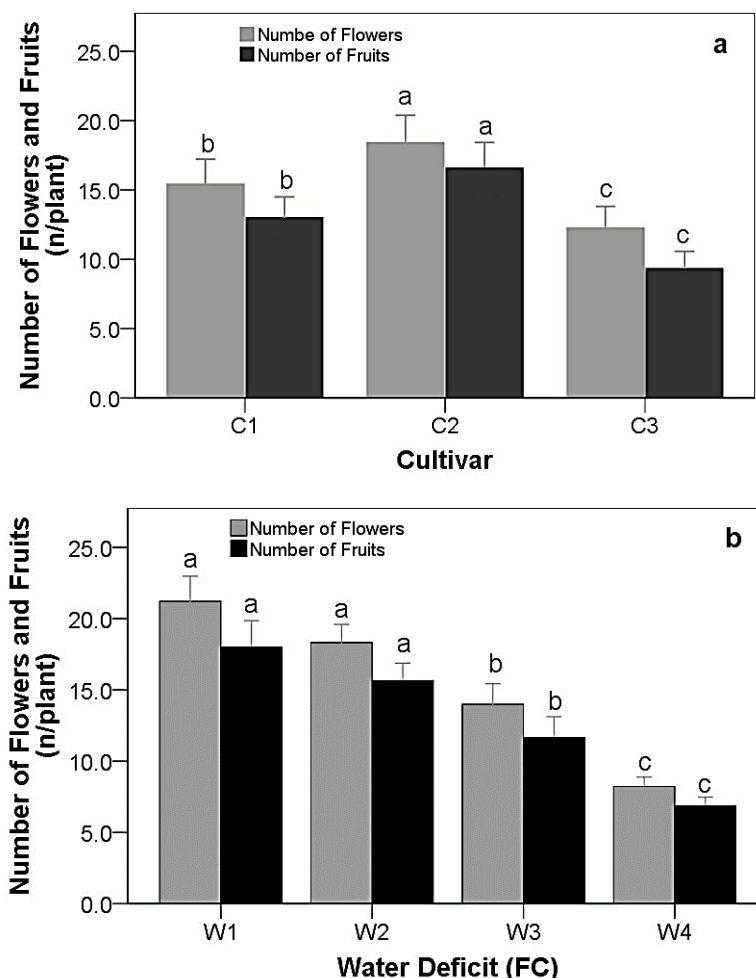 Number of Flowers and Fruits
(n/plant)
25.0
20.0
15.0
10.0
5.0
0.0
Numbe of Flowers
Number of Fruits
a
b
b
a
a
c
c
C1
C2
C3
Cultivar
Number of Flowers and Fruits
(n/plant)
25.0
20.0
15.0
10.0
5.0
0.0
Number of Flowers
Number of Fruits
b
a
a
a
a
b
b
c
c
W1
W2
W3
W4
Water Deficit (FC)